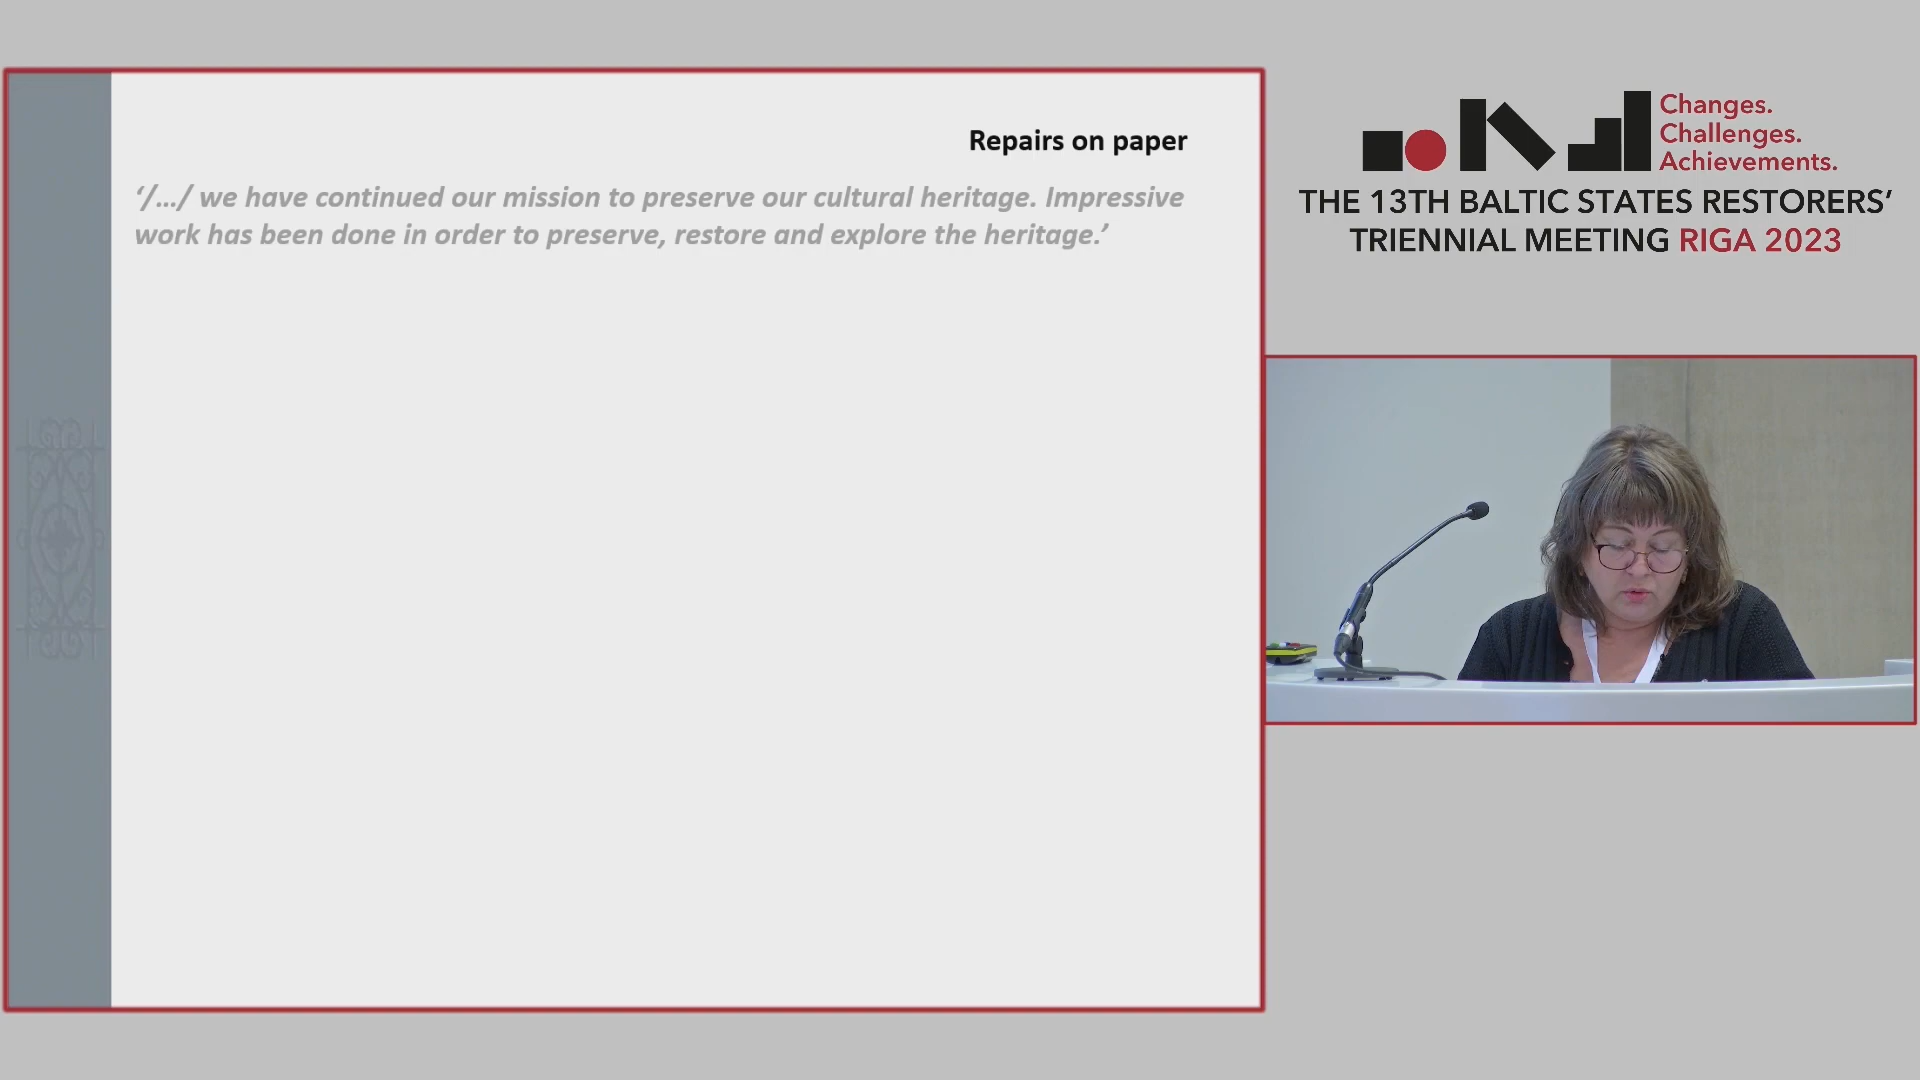 Repairs on paper
‘/…/ we have continued our mission to preserve our cultural heritage. Impressive
work has been done in order to preserve, restore and explore the heritage.’
Changes.
Challenges.
Achievements.
THE 13TH BALTIC STATES RESTORERS’
TRIENNIAL MEETING RIGA 2023